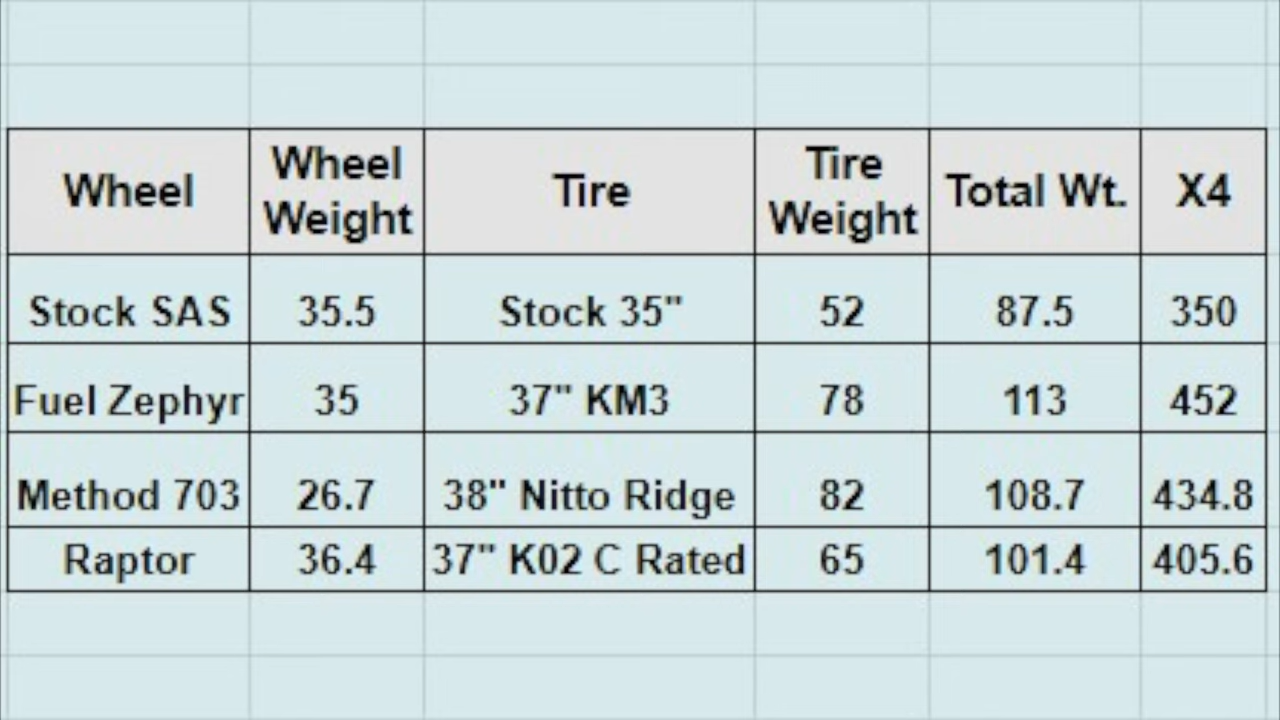 Wheel Wheel Weight Tire Tire Weight Total Wt. X4
Stock SAS 35.5 Stock 35" 52 87.5 350
Fuel Zephyr 35 37" KM3 78 113 452
Method 703 26.7 38" Nitto Ridge 82 108.7 434.8
Raptor 36.4 37" K02 C Rated 65 101.4 405.6